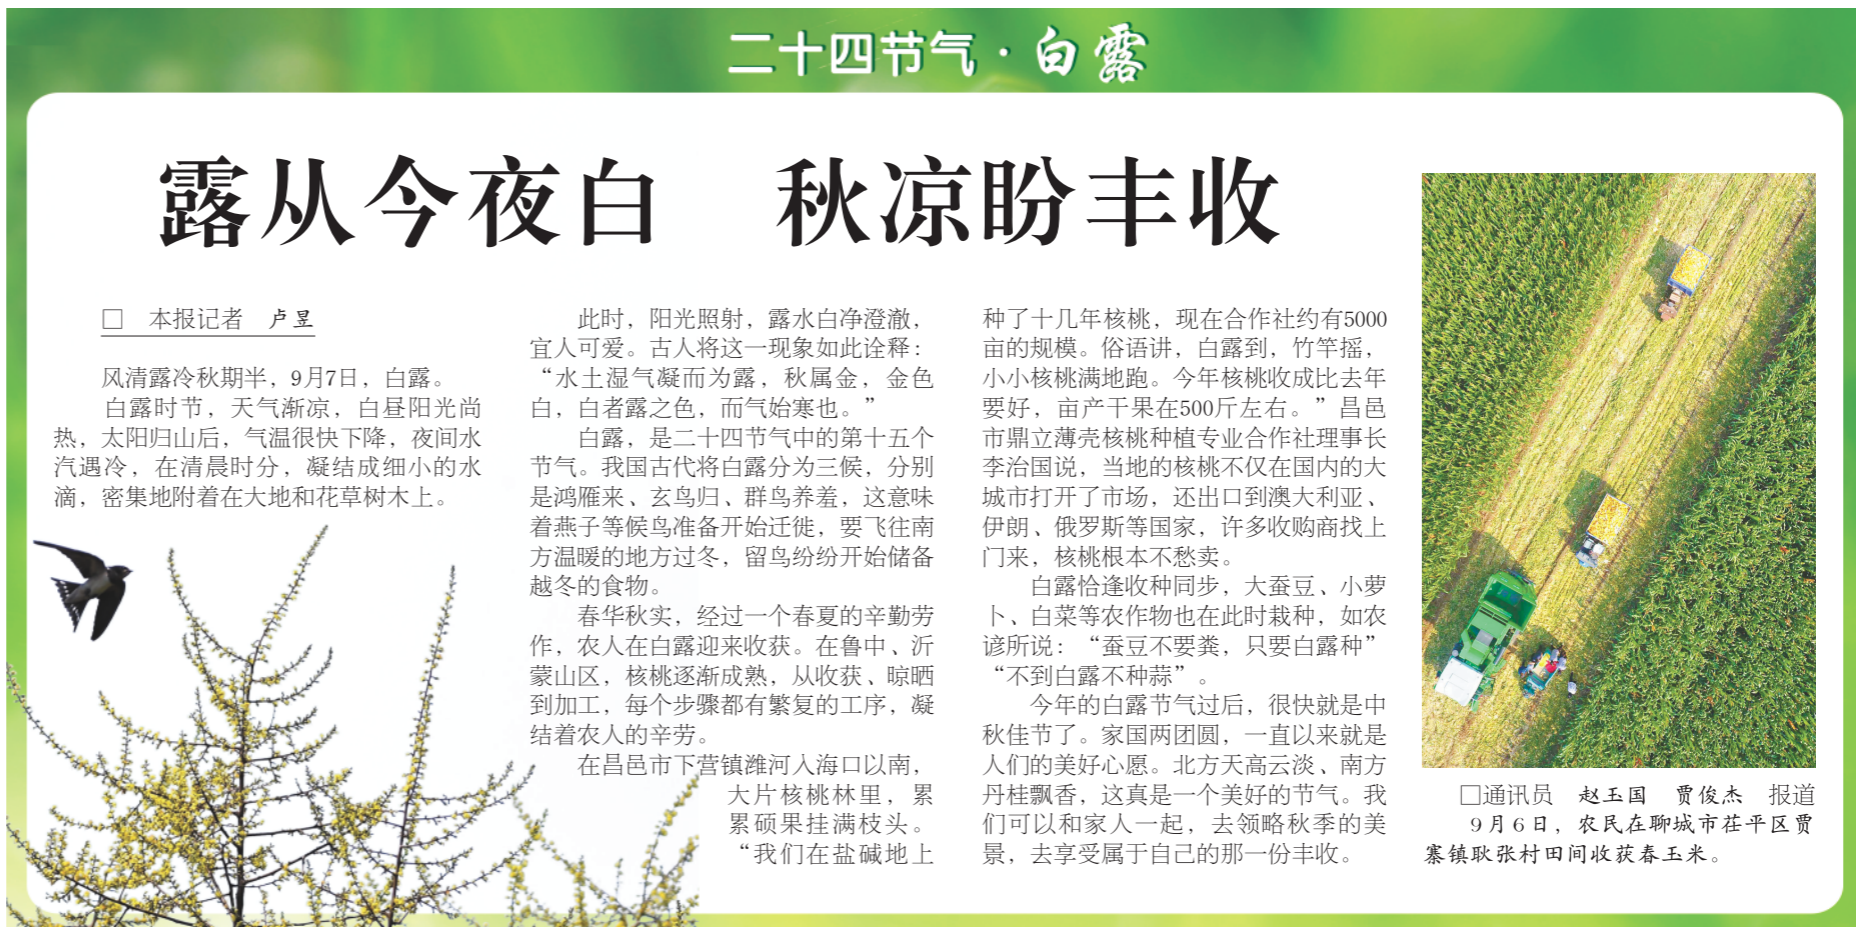 二十四节气·白露
露从今夜白　秋凉盼丰收
□　本报记者　卢昱
风清露冷秋期半，9月7日，白露。
白露时节，天气渐凉，白昼阳光尚
热，太阳归山后，气温很快下降，夜间水
汽遇冷，在清晨时分，凝结成细小的水
滴，密集地附着在大地和花草树木上。
此时，阳光照射，露水白净澄澈，
宜人可爱。古人将这一现象如此诠释：
“水土湿气凝而为露，秋属金，金色
白，白者露之色，而气始寒也。”
白露，是二十四节气中的第十五个
节气。我国古代将白露分为三候，分别
是鸿雁来、玄鸟归、群鸟养羞，这意味
着燕子等候鸟准备开始迁徙，要飞往南
方温暖的地方过冬，留鸟纷纷开始储备
越冬的食物。
春华秋实，经过一个春夏的辛勤劳
作，农人在白露迎来收获。在鲁中、沂
蒙山区，核桃逐渐成熟，从收获、晾晒
到加工，每个步骤都有繁复的工序，凝
结着农人的辛劳。
在昌邑市下营镇潍河入海口以南，
大片核桃林里，累
累硕果挂满枝头。
“我们在盐碱地上
种了十几年核桃，现在合作社约有5000
亩的规模。俗语讲，白露到，竹竿摇，
小小核桃满地跑。今年核桃收成比去年
要好，亩产干果在500斤左右。”昌邑
市鼎立薄壳核桃种植专业合作社理事长
李治国说，当地的核桃不仅在国内的大
城市打开了市场，还出口到澳大利亚、
伊朗、俄罗斯等国家，许多收购商找上
门来，核桃根本不愁卖。
白露恰逢收种同步，大蚕豆、小萝
卜、白菜等农作物也在此时栽种，如农
谚所说：“蚕豆不要粪，只要白露种”
“不到白露不种蒜”。
今年的白露节气过后，很快就是中
秋佳节了。家国两团圆，一直以来就是
人们的美好心愿。北方天高云淡、南方
丹桂飘香，这真是一个美好的节气。我
们可以和家人一起，去领略秋季的美
景，去享受属于自己的那一份丰收。
□通讯员　赵玉国　贾俊杰　报道
9月6日，农民在聊城市茌平区贾
寨镇耿张村田间收获春玉米。